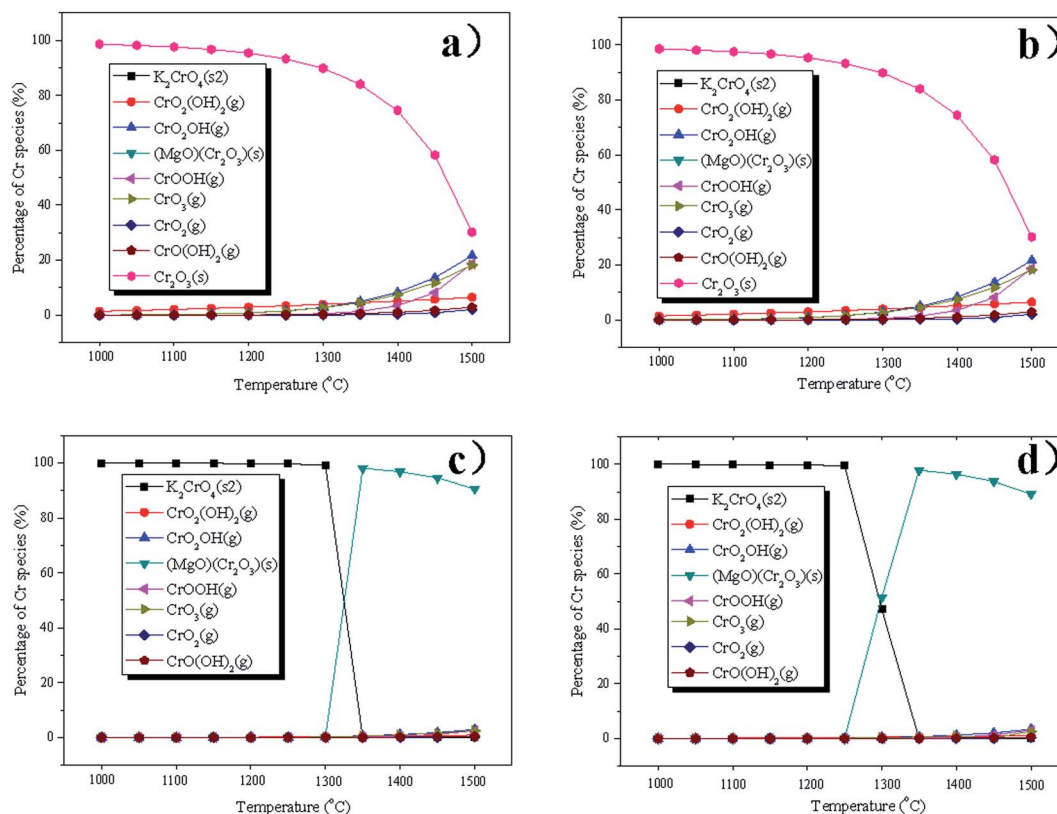 a)
Percentage of Cr species (%)
100
80
60
40
20
0
K₂CrO₄(s2)
CrO₂(OH)₂(g)
CrO₂OH(g)
(MgO)(Cr₂O₃)(s)
CrOOH(g)
CrO₃(g)
CrO₂(g)
CrO(OH)₂(g)
Cr₂O₃(s)
1000 1100 1200 1300 1400 1500
Temperature (°C)
b)
Percentage of Cr species (%)
100
80
60
40
20
0
K₂CrO₄(s2)
CrO₂(OH)₂(g)
CrO₂OH(g)
(MgO)(Cr₂O₃)(s)
CrOOH(g)
CrO₃(g)
CrO₂(g)
CrO(OH)₂(g)
Cr₂O₃(s)
1000 1100 1200 1300 1400 1500
Temperature (°C)
c)
Percentage of Cr species (%)
100
80
60
40
20
0
K₂CrO₄(s2)
CrO₂(OH)₂(g)
CrO₂OH(g)
(MgO)(Cr₂O₃)(s)
CrOOH(g)
CrO₃(g)
CrO₂(g)
CrO(OH)₂(g)
1000 1100 1200 1300 1400 1500
Temperature (°C)
d)
Percentage of Cr species (%)
100
80
60
40
20
0
K₂CrO₄(s2)
CrO₂(OH)₂(g)
CrO₂OH(g)
(MgO)(Cr₂O₃)(s)
CrOOH(g)
CrO₃(g)
CrO₂(g)
CrO(OH)₂(g)
1000 1100 1200 1300 1400 1500
Temperature (°C)